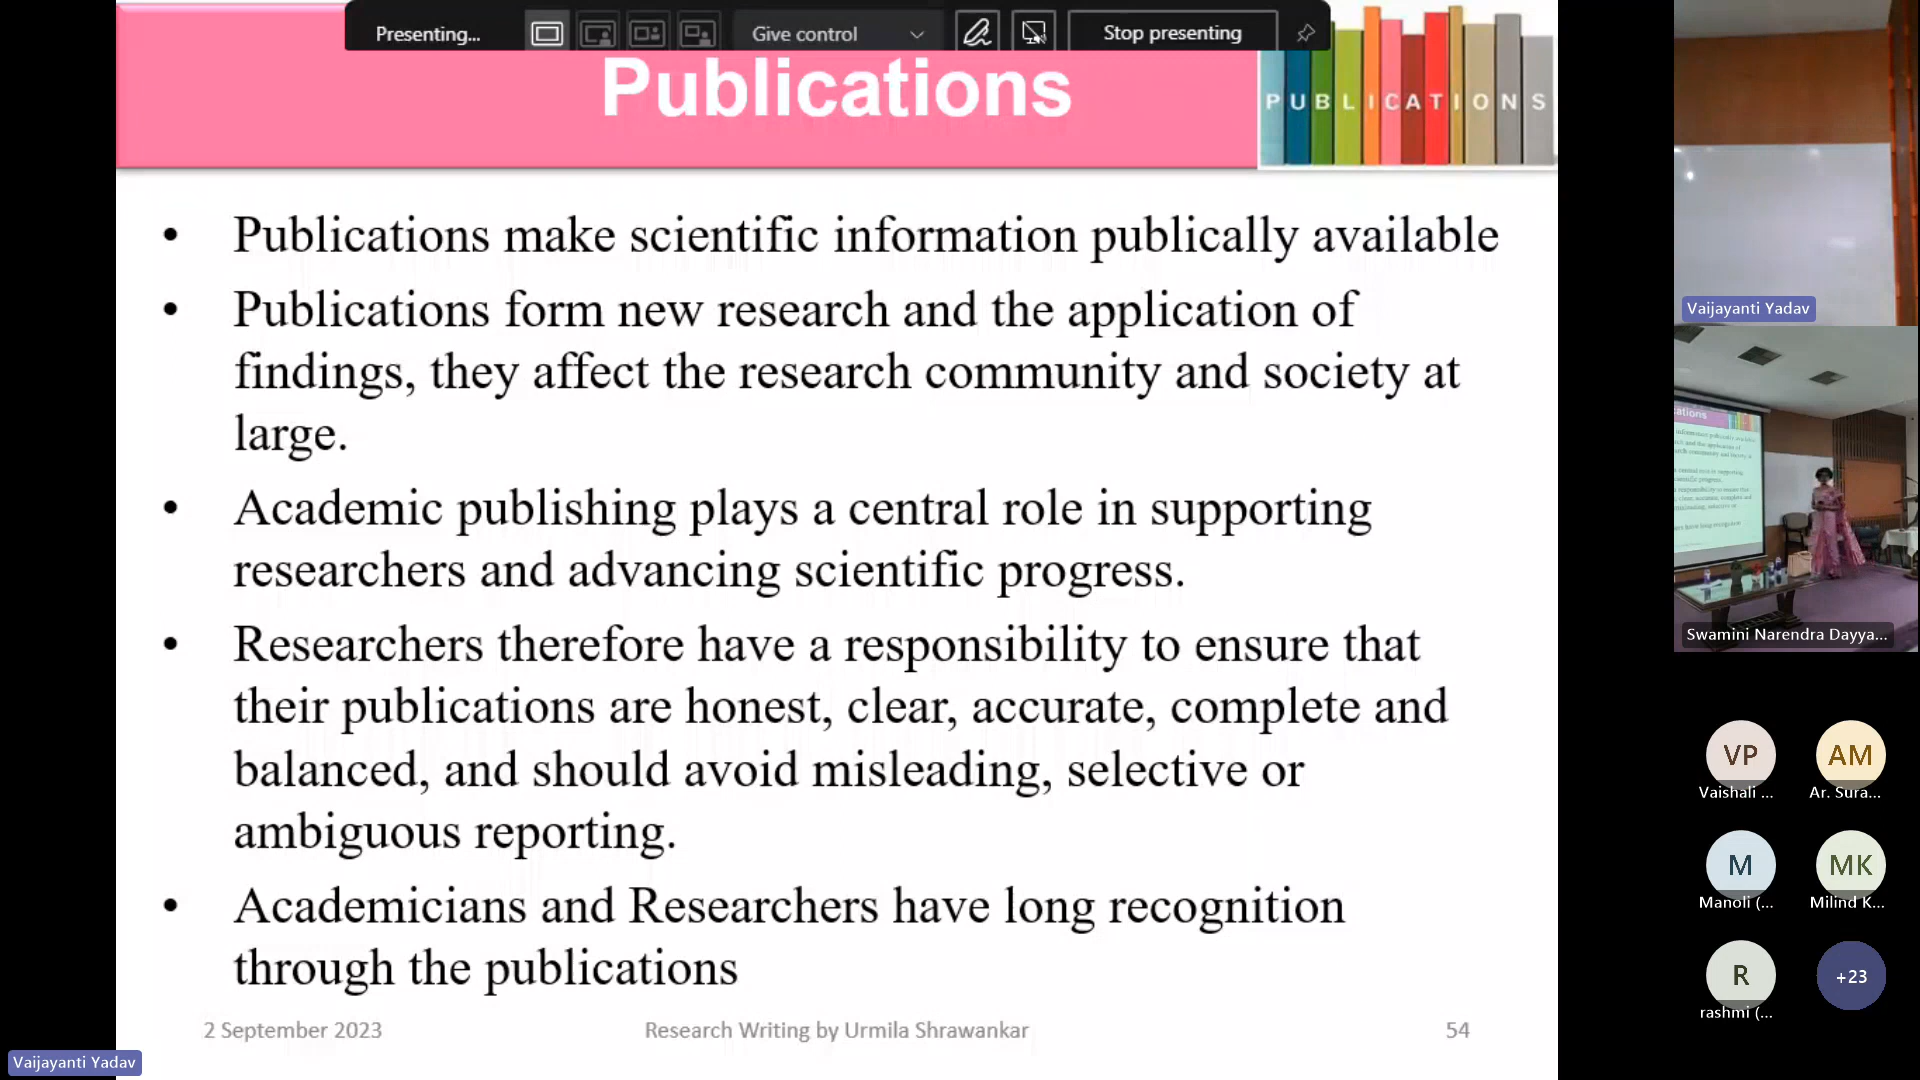 Presenting...
Give control
Stop presenting
Publications
PUBLICATIONS
• Publications make scientific information publically available
• Publications form new research and the application of
findings, they affect the research community and society at
large.
• Academic publishing plays a central role in supporting
researchers and advancing scientific progress.
• Researchers therefore have a responsibility to ensure that
their publications are honest, clear, accurate, complete and
balanced, and should avoid misleading, selective or
ambiguous reporting.
• Academicians and Researchers have long recognition
through the publications
2 September 2023
Research Writing by Urmila Shrawankar
54
Vaijayanti Yadav
Vaijayanti Yadav
Swamini Narendra Dayya...
VP
Vaishali ...
AM
Ar. Sura...
M
Manoli (...
MK
Milind K...
R
rashmi (...
+23